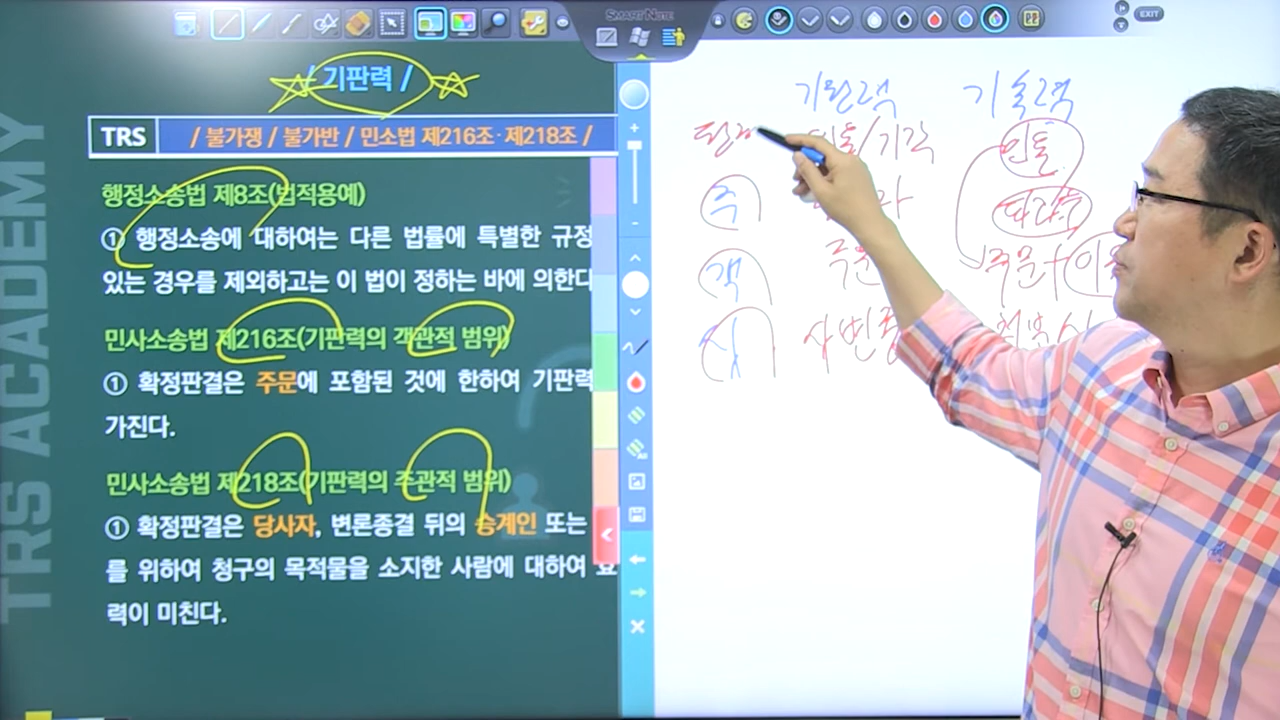 SMART NOTE
EXIT
/ 기판력 /
TRS
/ 불가쟁 / 불가반 / 민소법 제216조·제218조 /
행정소송법 제8조(법적용예)
① 행정소송에 대하여는 다른 법률에 특별한 규정
있는 경우를 제외하고는 이 법이 정하는 바에 의한다
민사소송법 제216조(기판력의 객관적 범위)
① 확정판결은 주문에 포함된 것에 한하여 기판력
가진다.
민사소송법 제218조(기판력의 주관적 범위)
① 확정판결은 당사자, 변론종결 뒤의 승계인 또는
를 위하여 청구의 목적물을 소지한 사람에 대하여 효
력이 미친다.
TRS ACADEMY
기판력 기속력
/기각 인용
주
객 주문 주문+이유
시 사변종